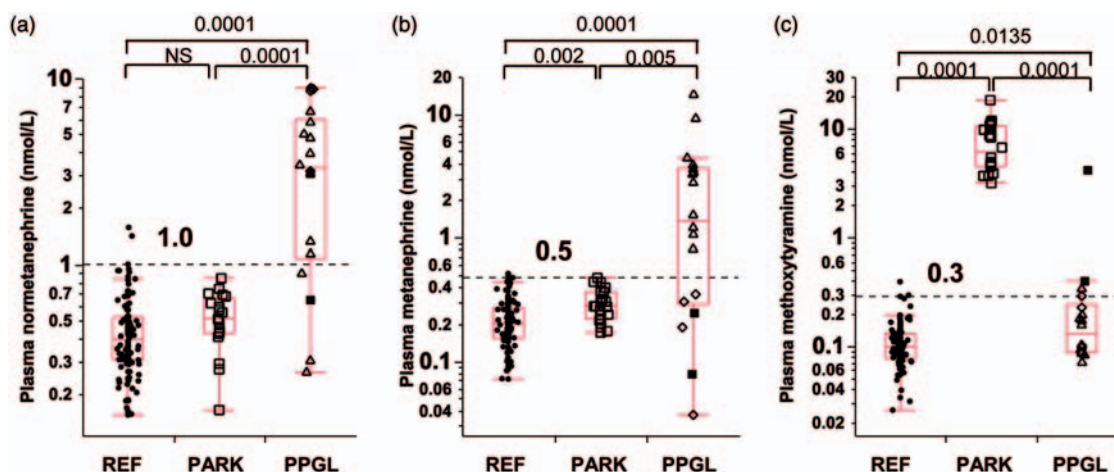 (a)
0.0001
NS
0.0001
Plasma normetanephrine (nmol/L)
10
7
5
3
2
1
0.7
0.5
0.3
0.2
1.0
REF
PARK
PPGL
(b)
0.0001
0.002
0.005
Plasma metanephrine (nmol/L)
20
10
6
4
2
1
0.6
0.4
0.2
0.1
0.06
0.04
0.5
REF
PARK
PPGL
(c)
0.0135
0.0001
0.0001
Plasma methoxytyramine (nmol/L)
30
20
10
6
3
2
1
0.6
0.3
0.2
0.1
0.06
0.04
0.02
0.3
REF
PARK
PPGL